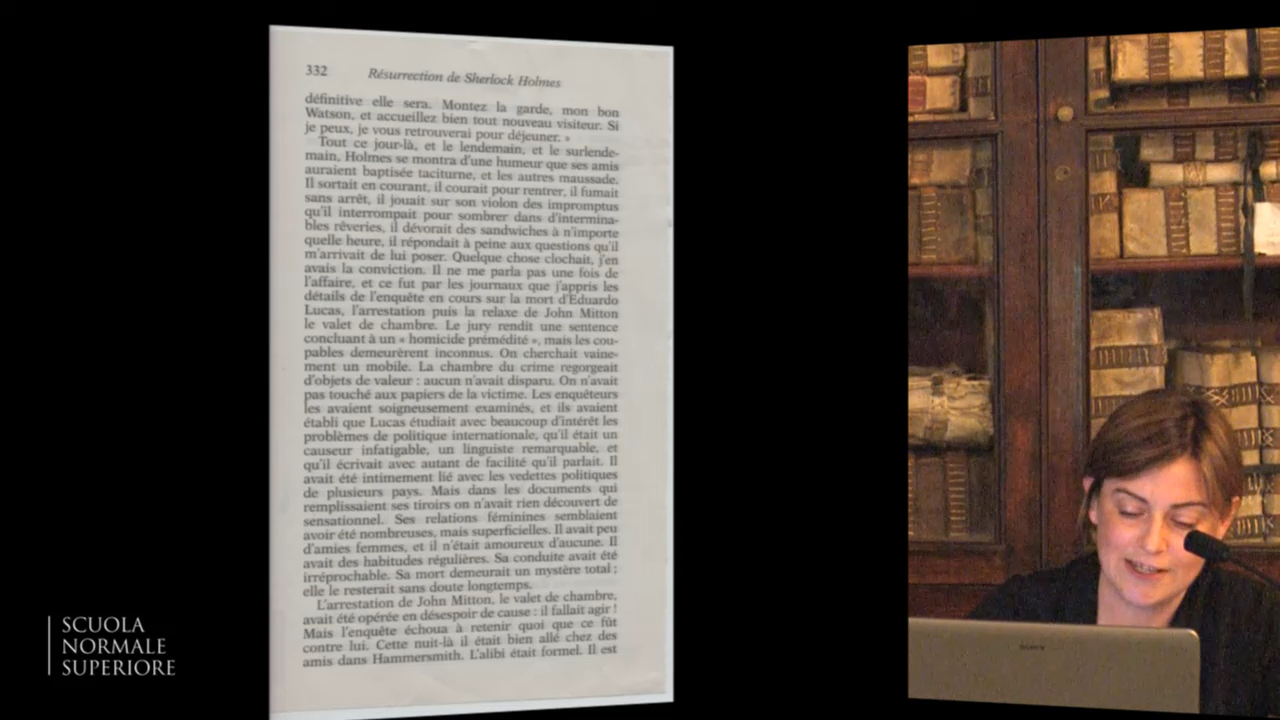 332 Résurrection de Sherlock Holmes
définitive elle sera. Montez la garde, mon bon
Watson, et accueillez bien tout nouveau visiteur. Si
je peux, je vous retrouverai pour déjeuner. »
Tout ce jour-là, et le lendemain, et le surlende-
main, Holmes se montra d'une humeur que ses amis
auraient baptisée taciturne, et les autres maussade.
Il sortait en courant, il courait pour rentrer, il fumait
sans arrêt, il jouait sur son violon des impromptus
qu'il interrompait pour sombrer dans d'intermina-
bles rêveries, il dévorait des sandwiches à n'importe
quelle heure, il répondait à peine aux questions qu'il
m'arrivait de lui poser. Quelque chose clochait, j'en
avais la conviction. Il ne me parla pas une fois de
l'affaire, et ce fut par les journaux que j'appris les
détails de l'enquête en cours sur la mort d'Eduardo
Lucas, l'arrestation puis la relaxe de John Mitton
le valet de chambre. Le jury rendit une sentence
concluant à un « homicide prémédité », mais les cou-
pables demeurèrent inconnus. On cherchait vaine-
ment un mobile. La chambre du crime regorgeait
d'objets de valeur : aucun n'avait disparu. On n'avait
pas touché aux papiers de la victime. Les enquêteurs
les avaient soigneusement examinés, et ils avaient
établi que Lucas étudiait avec beaucoup d'intérêt les
problèmes de politique internationale, qu'il était un
causeur infatigable, un linguiste remarquable, et
qu'il écrivait avec autant de facilité qu'il parlait. Il
avait été intimement lié avec les vedettes politiques
de plusieurs pays. Mais dans les documents qui
remplissaient ses tiroirs on n'avait rien découvert de
sensationnel. Ses relations féminines semblaient
avoir été nombreuses, mais superficielles. Il avait peu
d'amies femmes, et il n'était amoureux d'aucune. Il
avait des habitudes régulières. Sa conduite avait été
irréprochable. Sa mort demeurait un mystère total ;
elle le resterait sans doute longtemps.
L'arrestation de John Mitton, le valet de chambre,
avait été opérée en désespoir de cause : il fallait agir !
Mais l'enquête échoua à retenir quoi que ce fût
contre lui. Cette nuit-là il était bien allé chez des
amis dans Hammersmith. L'alibi était formel. Il est
SCUOLA
NORMALE
SUPERIORE
SONY